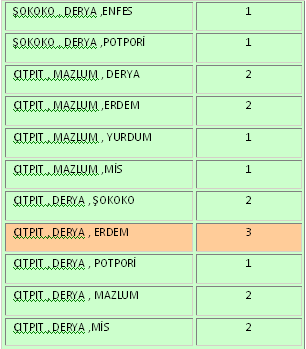 ŞOKOKO , DERYA ,ENFES 1
ŞOKOKO , DERYA ,POTPORİ 1
CITPIT , MAZLUM , DERYA 2
CITPIT , MAZLUM ,ERDEM 2
CITPIT , MAZLUM , YURDUM 1
CITPIT , MAZLUM ,MİS 1
CITPIT ,DERYA , ŞOKOKO 2
CITPIT ,DERYA , ERDEM 3
CITPIT ,DERYA , POTPORİ 1
CITPIT ,DERYA , MAZLUM 2
CITPIT ,DERYA ,MİS 2